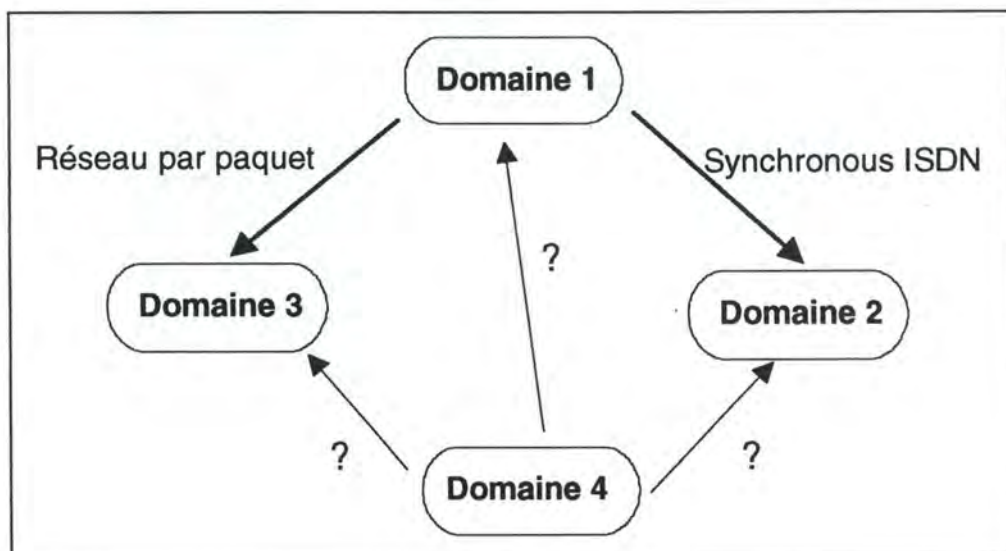 Domaine 1
Réseau par paquet
Synchronous ISDN
?
Domaine 3
Domaine 2
?
?
Domaine 4